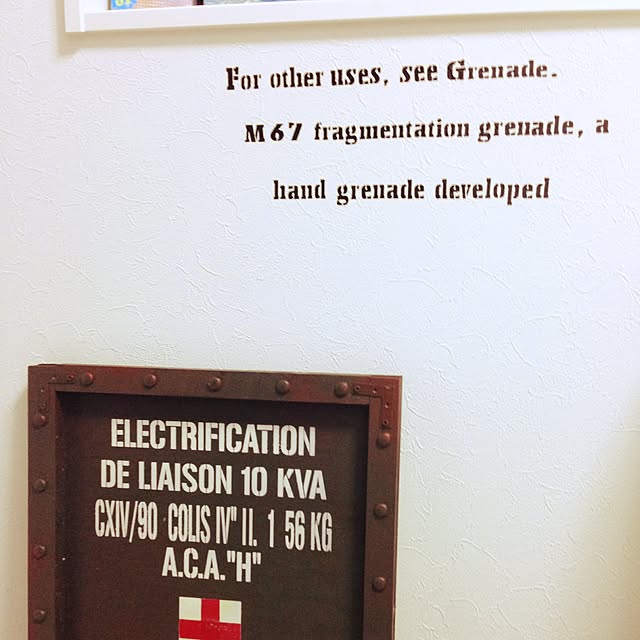 For other uses, see Grenade.
M67 fragmentation grenade, a
hand grenade developed
ELECTRIFICATION
DE LIAISON 10 KVA
CXIV/90 COLIS IV" II. 1 56 KG
A.C.A."H"